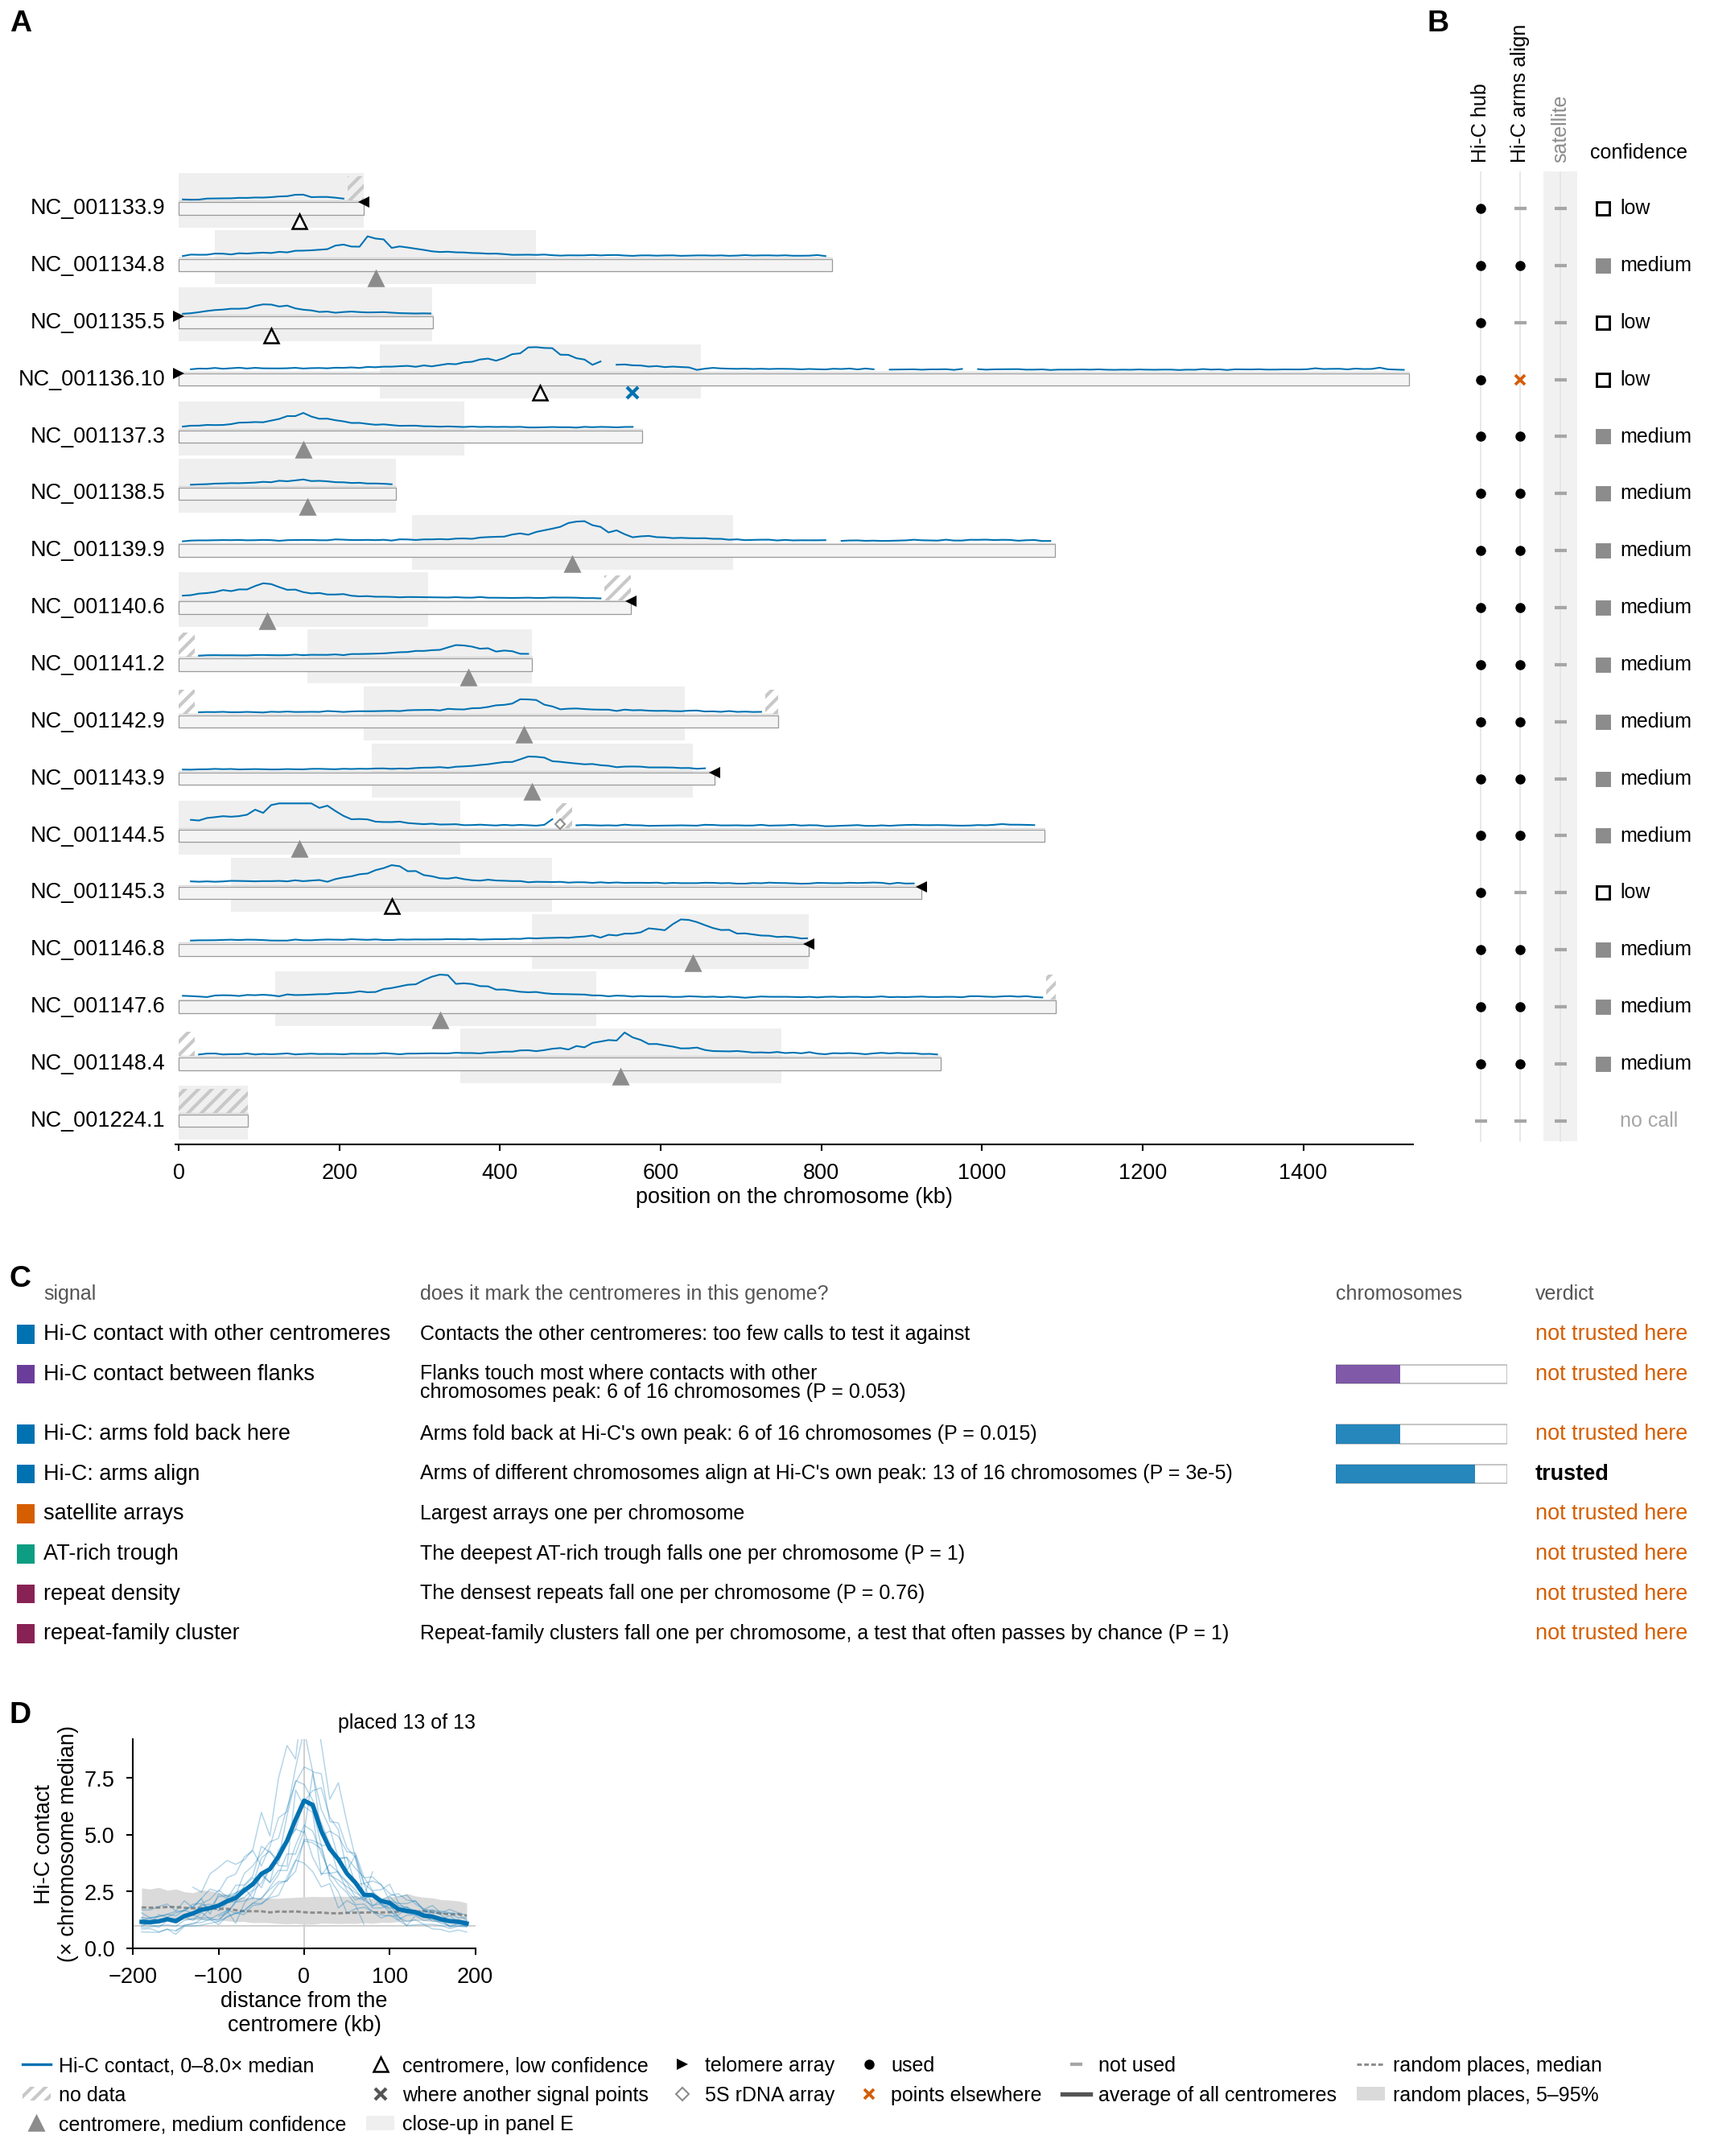 A
B
Hi-C hub
Hi-C arms align
satellite
confidence
NC_001133.9
low
NC_001134.8
medium
NC_001135.5
low
NC_001136.10
low
NC_001137.3
medium
NC_001138.5
medium
NC_001139.9
medium
NC_001140.6
medium
NC_001141.2
medium
NC_001142.9
medium
NC_001143.9
medium
NC_001144.5
medium
NC_001145.3
low
NC_001146.8
medium
NC_001147.6
medium
NC_001148.4
medium
NC_001224.1
no call
0 200 400 600 800 1000 1200 1400
position on the chromosome (kb)
C
signal does it mark the centromeres in this genome? chromosomes verdict
Hi-C contact with other centromeres Contacts the other centromeres: too few calls to test it against not trusted here
Hi-C contact between flanks Flanks touch most where contacts with other not trusted here
chromosomes peak: 6 of 16 chromosomes (P = 0.053)
Hi-C: arms fold back here Arms fold back at Hi-C's own peak: 6 of 16 chromosomes (P = 0.015) not trusted here
Hi-C: arms align Arms of different chromosomes align at Hi-C's own peak: 13 of 16 chromosomes (P = 3e-5) trusted
satellite arrays Largest arrays one per chromosome not trusted here
AT-rich trough The deepest AT-rich trough falls one per chromosome (P = 1) not trusted here
repeat density The densest repeats fall one per chromosome (P = 0.76) not trusted here
repeat-family cluster Repeat-family clusters fall one per chromosome, a test that often passes by chance (P = 1) not trusted here
D
placed 13 of 13
Hi-C contact
(× chromosome median)
7.5
5.0
2.5
0.0
−200 −100 0 100 200
distance from the
centromere (kb)
Hi-C contact, 0–8.0× median centromere, low confidence telomere array used not used random places, median
no data where another signal points 5S rDNA array points elsewhere average of all centromeres random places, 5–95%
centromere, medium confidence close-up in panel E